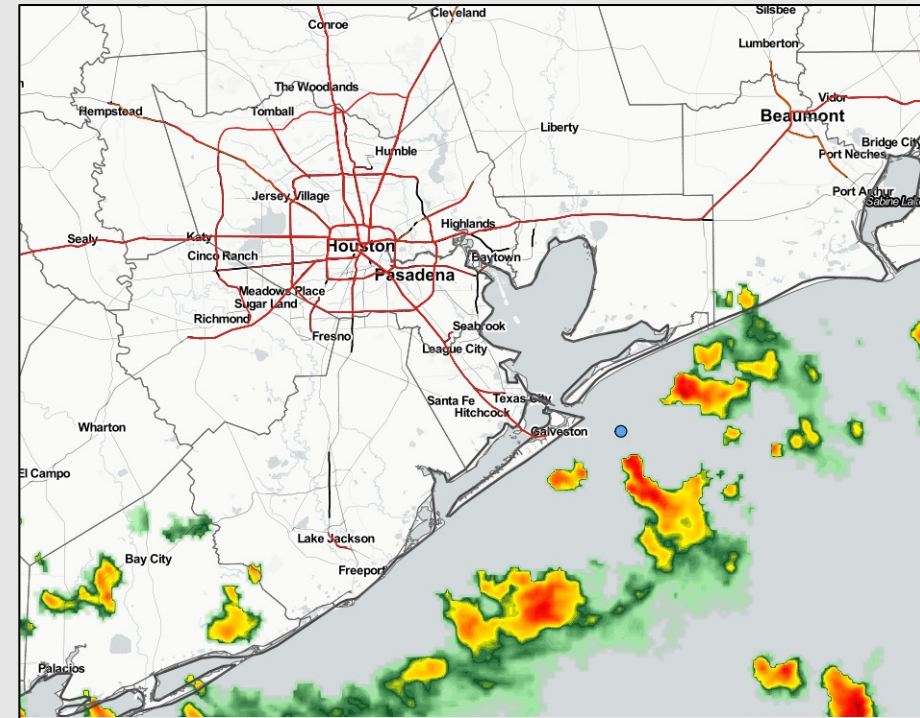 Silsbee
Cleveland
Conroe
Lumberton
The Woodlands
Vidor
Hempstead
Tomball
Beaumont
Liberty
Bridge City
Humble
Port Neches
Port Arthur
Jersey Village
Sabine Lake
Highlands
Sealy
Katy
Houston
Cinco Ranch
Baytown
Pasadena
Meadows Place
Sugar Land
Richmond
Seabrook
Fresno
League City
Santa Fe
Texas City
Hitchcock
Wharton
Galveston
El Campo
Lake Jackson
Bay City
Freeport
Palacios